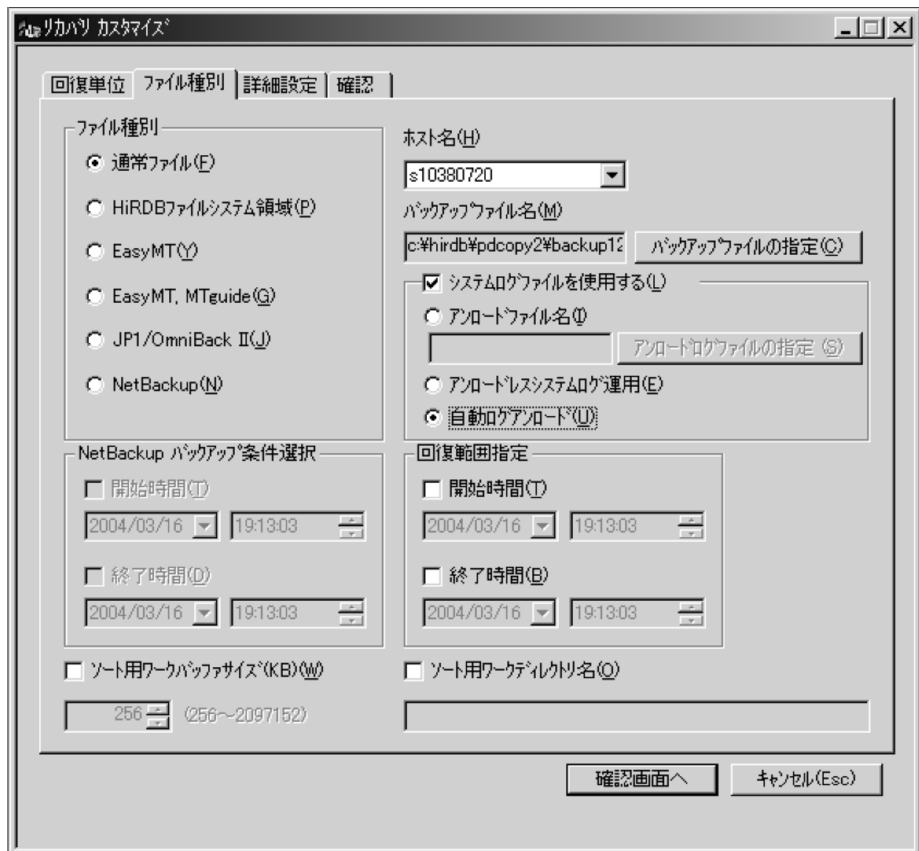 リカバリ カスタマイズ
回復単位 ファイル種別 詳細設定 確認
ファイル種別
通常ファイル(F)
HiRDBファイルシステム領域(P)
EasyMT(Y)
EasyMT, MTguide(G)
JP1/OmniBack II(J)
NetBackup(N)
ホスト名(H)
s10380720
バックアップファイル名(M)
c:¥hirdb¥pdcopy2¥backup12 バックアップファイルの指定(C)
システムログファイルを使用する(L)
アンロードファイル名(I)
アンロードログファイルの指定 (S)
アンロードレスシステムログ運用(E)
自動ログアンロード(U)
NetBackup バックアップ条件選択
開始時間(T)
2004/03/16 19:13:03
終了時間(D)
2004/03/16 19:13:03
回復範囲指定
開始時間(T)
2004/03/16 19:13:03
終了時間(B)
2004/03/16 19:13:03
ソート用ワークバッファサイズ(KB)(W)
256 (256～2097152)
ソート用ワークディレクトリ名(O)
確認画面へ キャンセル(Esc)